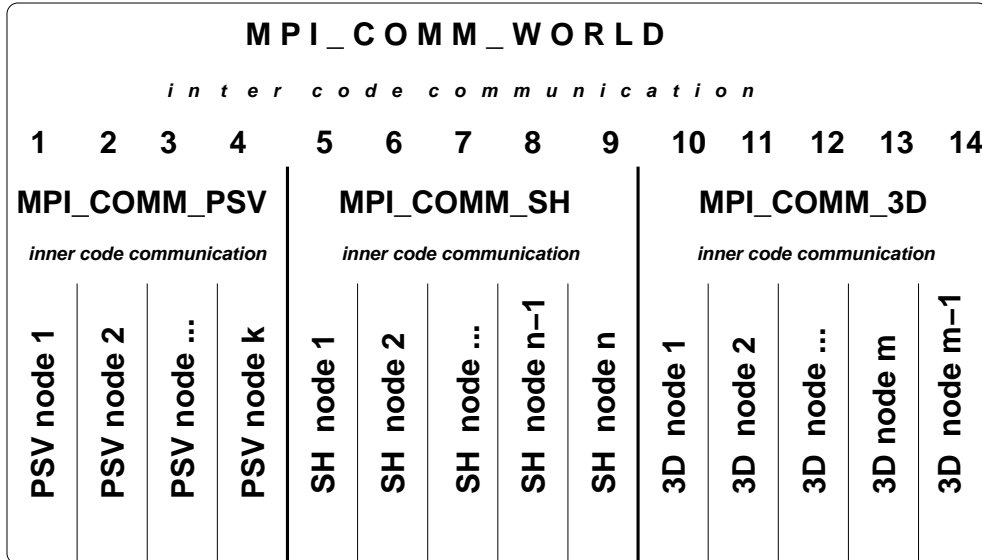 MPI_COMM_WORLD
inter code communication
1 2 3 4 5 6 7 8 9 10 11 12 13 14
MPI_COMM_PSV MPI_COMM_SH MPI_COMM_3D
inner code communication inner code communication inner code communication
PSV node 1
PSV node 2
PSV node ...
PSV node k
SH node 1
SH node 2
SH node ...
SH node n−1
SH node n
3D node 1
3D node 2
3D node ...
3D node m
3D node m−1